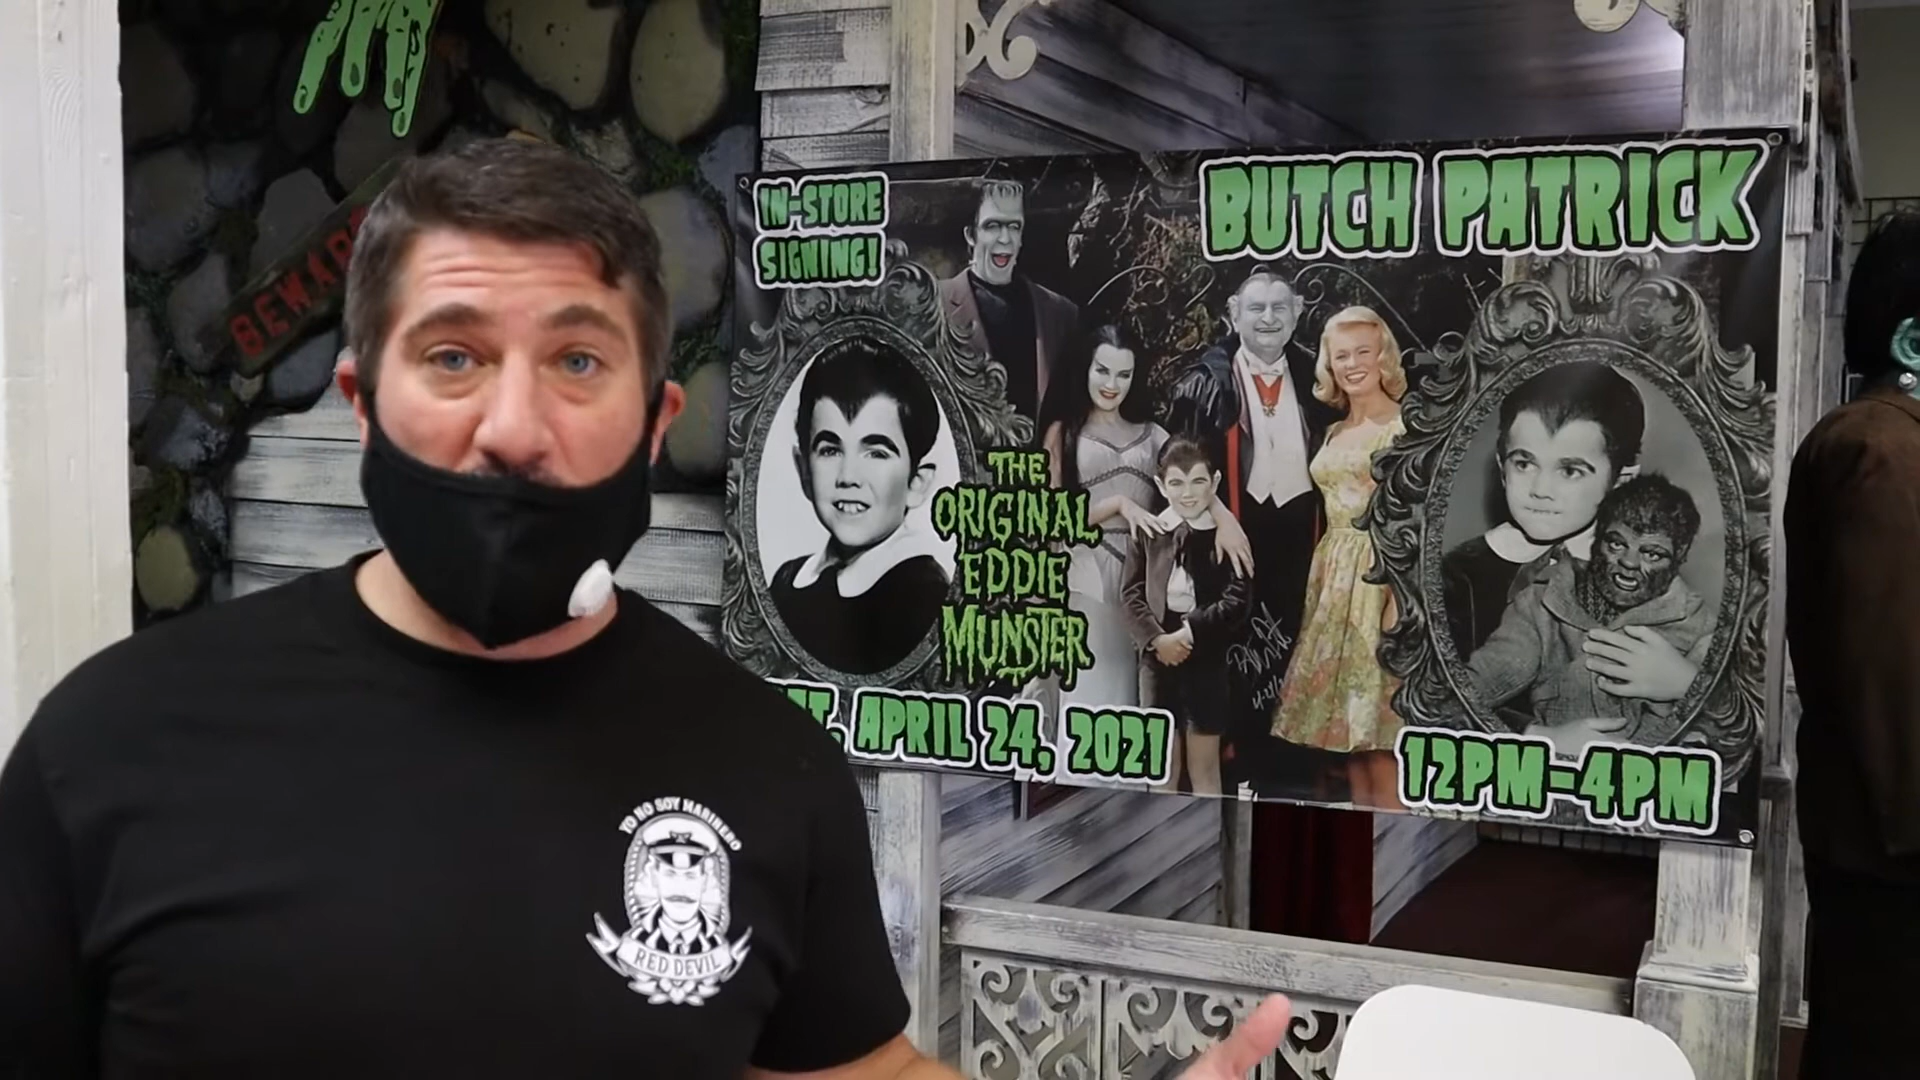 BEWAR
IN-STORE
SIGNING!
BUTCH PATRICK
THE
ORIGINAL
EDDIE
MUNSTER
APRIL 24, 2021
12PM-4PM
YO NO SOY MARINERO
RED DEVIL